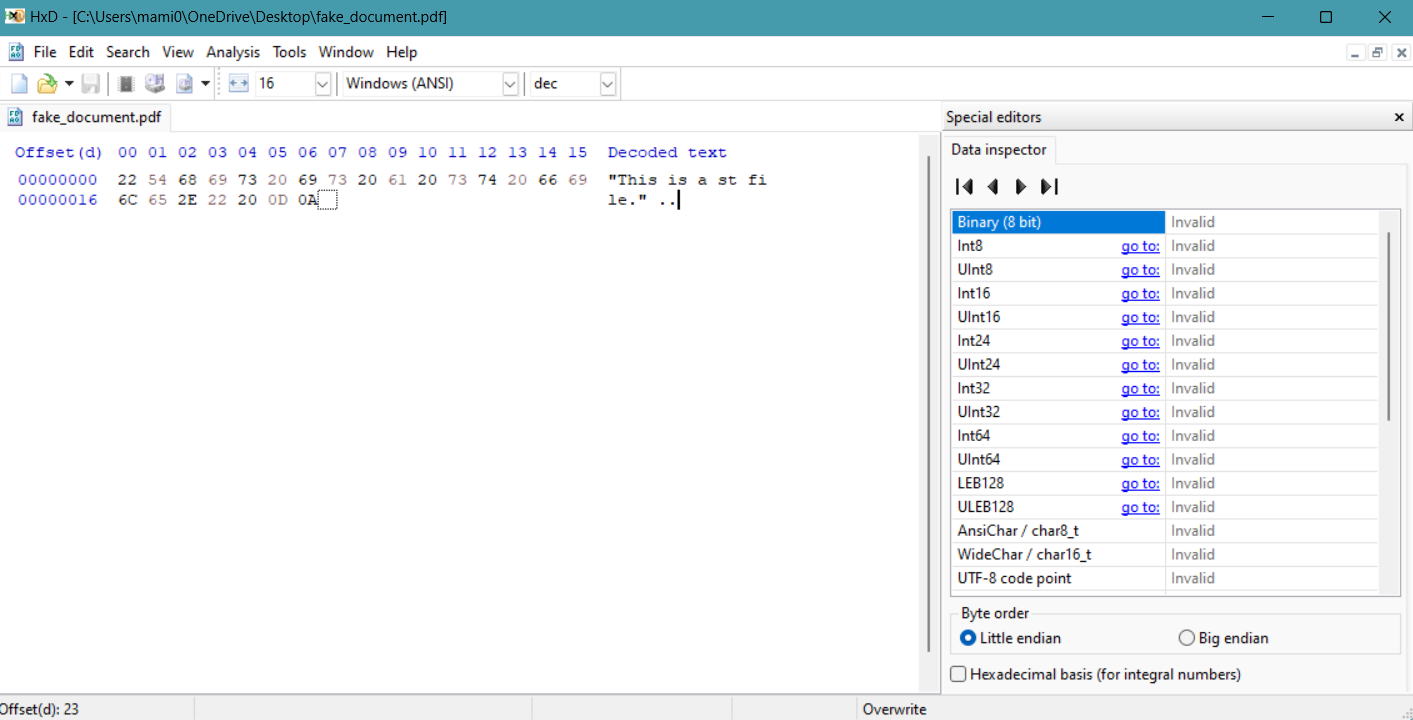 HxD - [C:\Users\mami0\OneDrive\Desktop\fake_document.pdf]
File Edit Search View Analysis Tools Window Help
16 Windows (ANSI) dec
fake_document.pdf
Offset(d) 00 01 02 03 04 05 06 07 08 09 10 11 12 13 14 15 Decoded text
00000000 22 54 68 69 73 20 69 73 20 61 20 73 74 20 66 69 "This is a st fi
00000016 6C 65 2E 22 20 0D 0A le." ..
Special editors
Data inspector
Binary (8 bit) Invalid
Int8 go to: Invalid
UInt8 go to: Invalid
Int16 go to: Invalid
UInt16 go to: Invalid
Int24 go to: Invalid
UInt24 go to: Invalid
Int32 go to: Invalid
UInt32 go to: Invalid
Int64 go to: Invalid
UInt64 go to: Invalid
LEB128 go to: Invalid
ULEB128 go to: Invalid
AnsiChar / char8_t Invalid
WideChar / char16_t Invalid
UTF-8 code point Invalid
Byte order
Little endian Big endian
Hexadecimal basis (for integral numbers)
Offset(d): 23 Overwrite